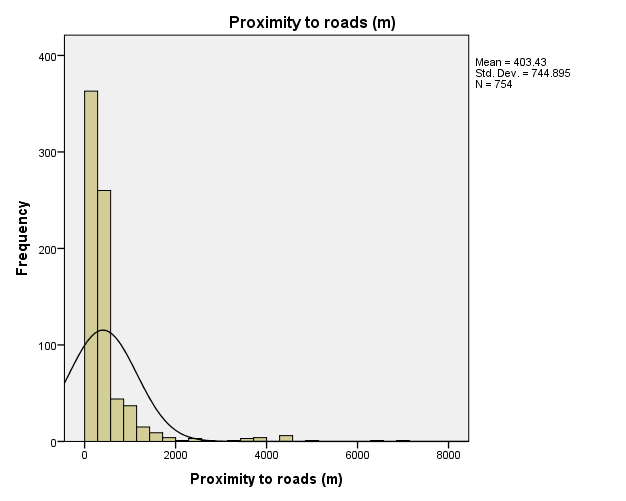 Proximity to roads (m)
Mean = 403.43
Std. Dev. = 744.895
N = 754
400
300
200
100
0
Frequency
0 2000 4000 6000 8000
Proximity to roads (m)